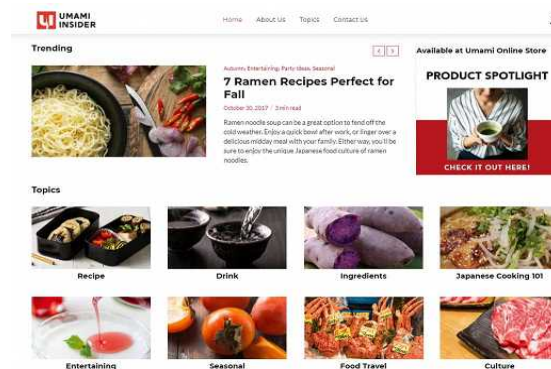 UMAMI
INSIDER
Home About Us Topics Contact Us
Trending
Available at Umami Online Store
Autumn, Entertaining, Party Ideas, Seasonal
7 Ramen Recipes Perfect for
Fall
October 30, 2017 / 3 min read
Ramen noodle soup can be a great option to fend off the
cold weather. Enjoy a quick bowl after work, or linger over a
delicious midday meal with your family. Either way, you'll be
sure to enjoy the unique Japanese food culture of ramen
noodles.
PRODUCT SPOTLIGHT
CHECK IT OUT HERE!
Topics
Recipe Drink Ingredients Japanese Cooking 101
Entertaining Seasonal Food Travel Culture